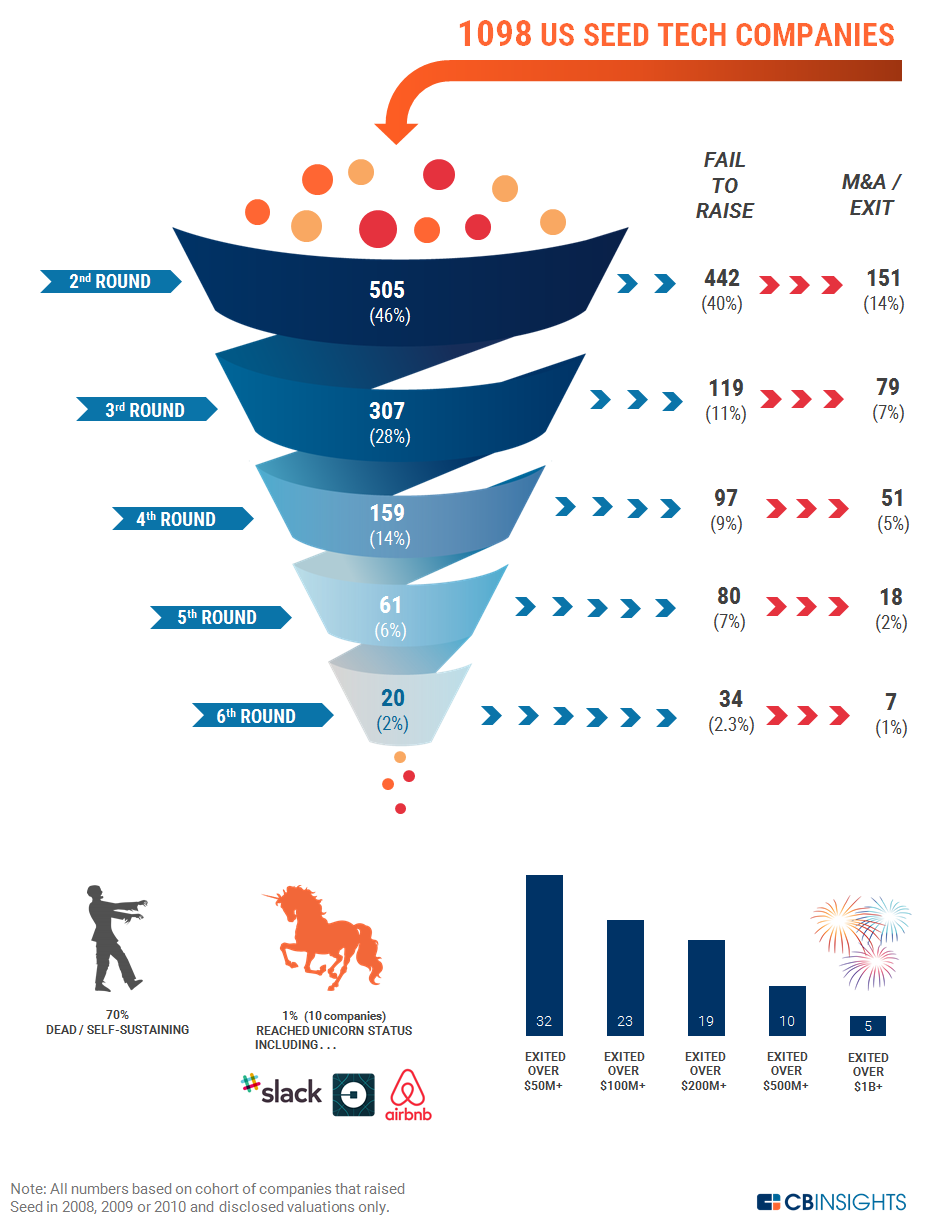 1098 US SEED TECH COMPANIES
FAIL
TO
RAISE
M&A /
EXIT
2nd ROUND
505
(46%)
442
(40%)
151
(14%)
3rd ROUND
307
(28%)
119
(11%)
79
(7%)
4th ROUND
159
(14%)
97
(9%)
51
(5%)
5th ROUND
61
(6%)
80
(7%)
18
(2%)
6th ROUND
20
(2%)
34
(2.3%)
7
(1%)
70%
DEAD / SELF-SUSTAINING
1% (10 companies)
REACHED UNICORN STATUS
INCLUDING . . .
slack
airbnb
32
EXITED
OVER
$50M+
23
EXITED
OVER
$100M+
19
EXITED
OVER
$200M+
10
EXITED
OVER
$500M+
5
EXITED
OVER
$1B+
Note: All numbers based on cohort of companies that raised
Seed in 2008, 2009 or 2010 and disclosed valuations only.
CBINSIGHTS